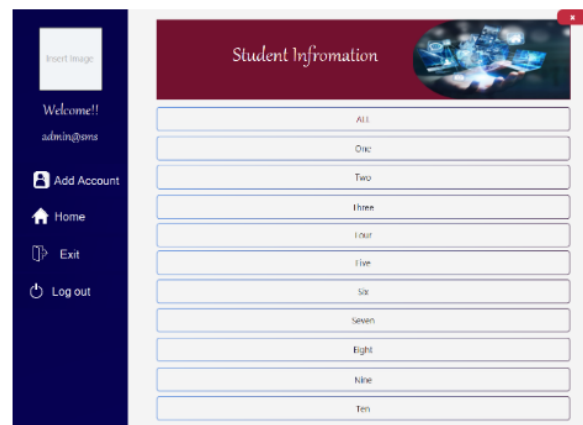 Insert Image
Welcome!!
admin@sms
Add Account
Home
Exit
Log out
Student Infromation
ALL
One
Two
Three
Four
Five
Six
Seven
Eight
Nine
Ten